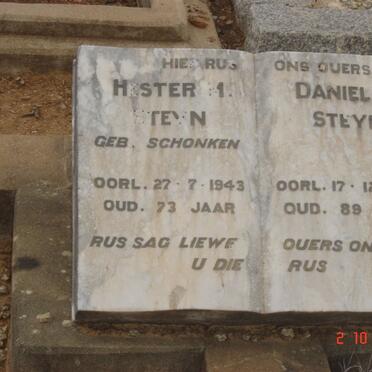 HIER RUS ONS OUERS
HESTER M. STEYN
GEB. SCHONKEN
OORL. 27-7-1943
OUD. 73 JAAR
RUS SAG LIEWE
U DIE
DANIEL
STEY
OORL. 17-12
OUD. 89
OUERS ON
RUS
2 10